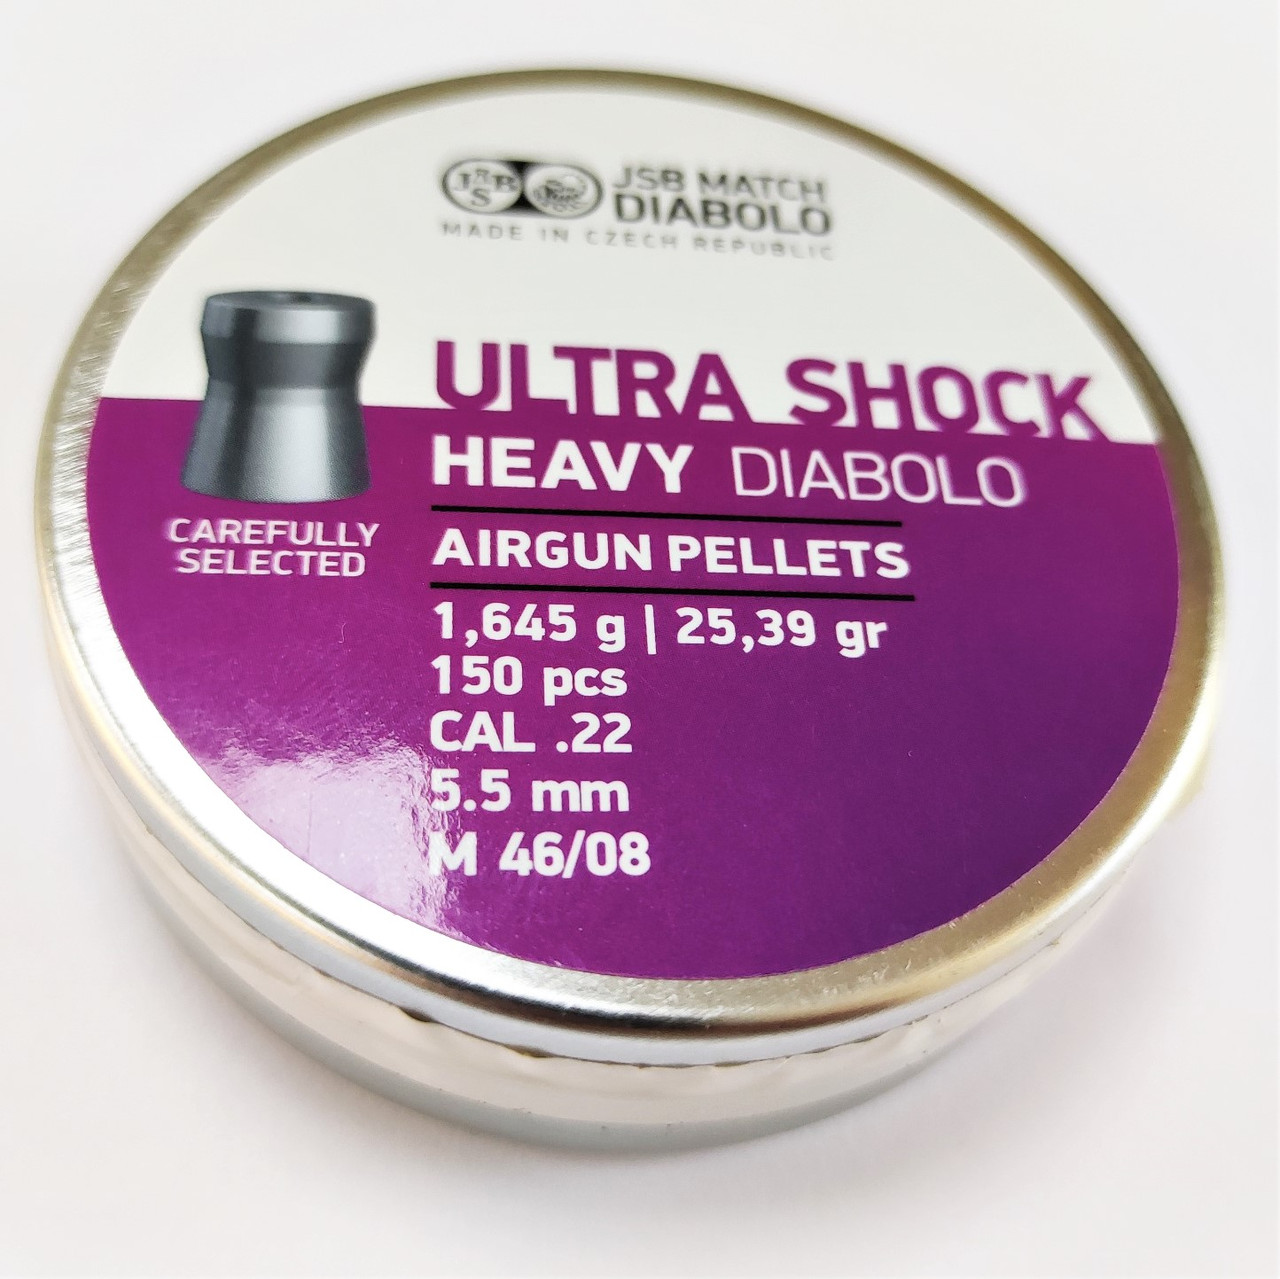 JSB
JSB MATCH
DIABOLO
MADE IN CZECH REPUBLIC
ULTRA SHOCK
HEAVY DIABOLO
CAREFULLY
SELECTED
AIRGUN PELLETS
1,645 g | 25,39 gr
150 pcs
CAL .22
5.5 mm
M 46/08